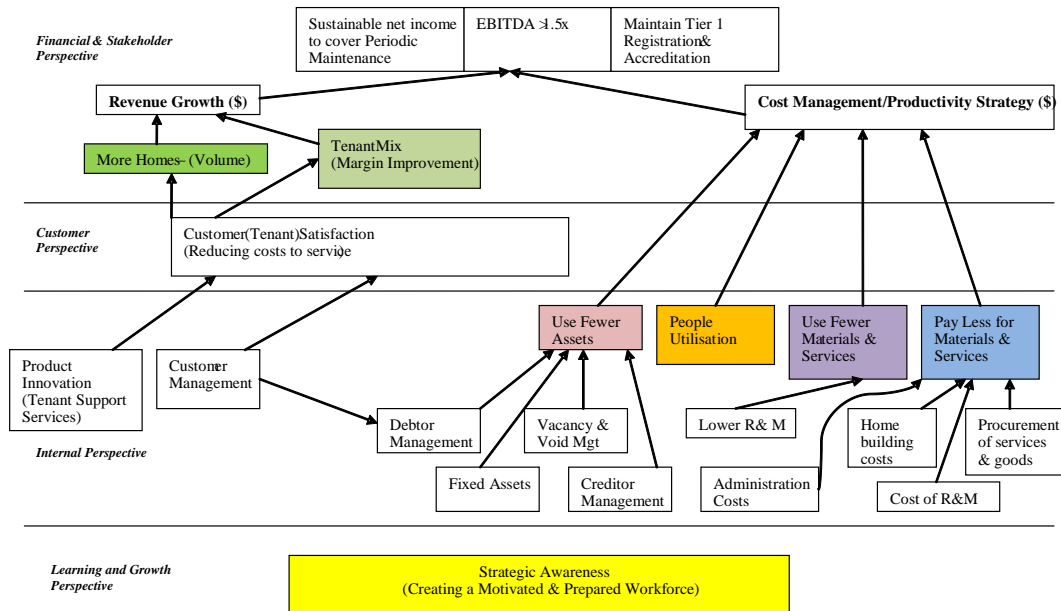 Financial & Stakeholder
Perspective
Sustainable net income
to cover Periodic
Maintenance
EBITDA >1.5x
Maintain Tier 1
Registration&
Accreditation
Revenue Growth ($)
Cost Management/Productivity Strategy ($)
More Homes– (Volume)
TenantMix
(Margin Improvement)
Customer
Perspective
Customer(Tenant)Satisfaction
(Reducing costs to service)
Use Fewer
Assets
People
Utilisation
Use Fewer
Materials &
Services
Pay Less for
Materials &
Services
Product
Innovation
(Tenant Support
Services)
Customer
Management
Debtor
Management
Vacancy &
Void Mgt
Lower R& M
Home
building
costs
Procurement
of services
& goods
Internal Perspective
Fixed Assets
Creditor
Management
Administration
Costs
Cost of R&M
Learning and Growth
Perspective
Strategic Awareness
(Creating a Motivated & Prepared Workforce)